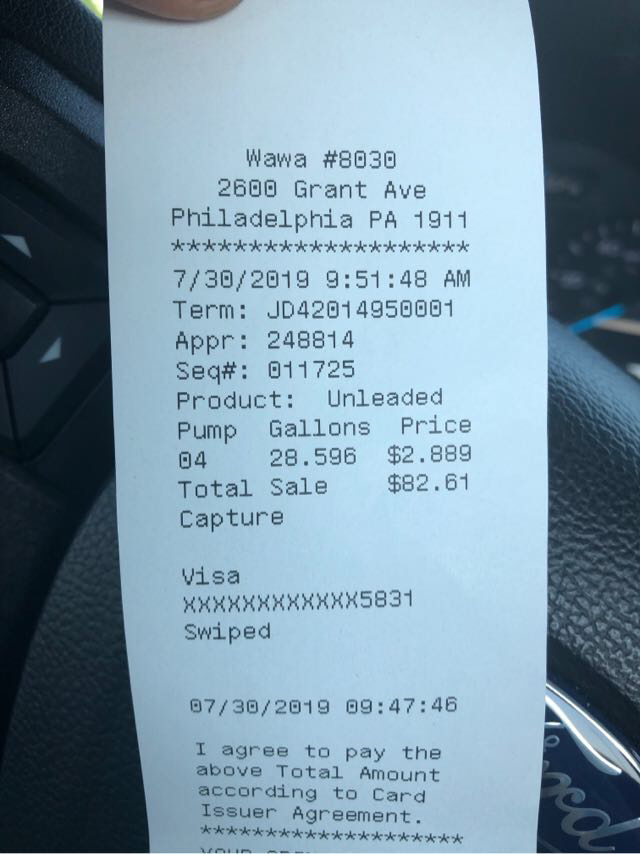 Wawa #8030
2600 Grant Ave
Philadelphia PA 1911
*********************
7/30/2019 9:51:48 AM
Term: JD42014950001
Appr: 248814
Seq#: 011725
Product: Unleaded
Pump Gallons Price
04 28.596 $2.889
Total Sale $82.61
Capture
Visa
XXXXXXXXXXXX5831
Swiped
07/30/2019 09:47:46
I agree to pay the
above Total Amount
according to Card
Issuer Agreement.
*********************
Ford